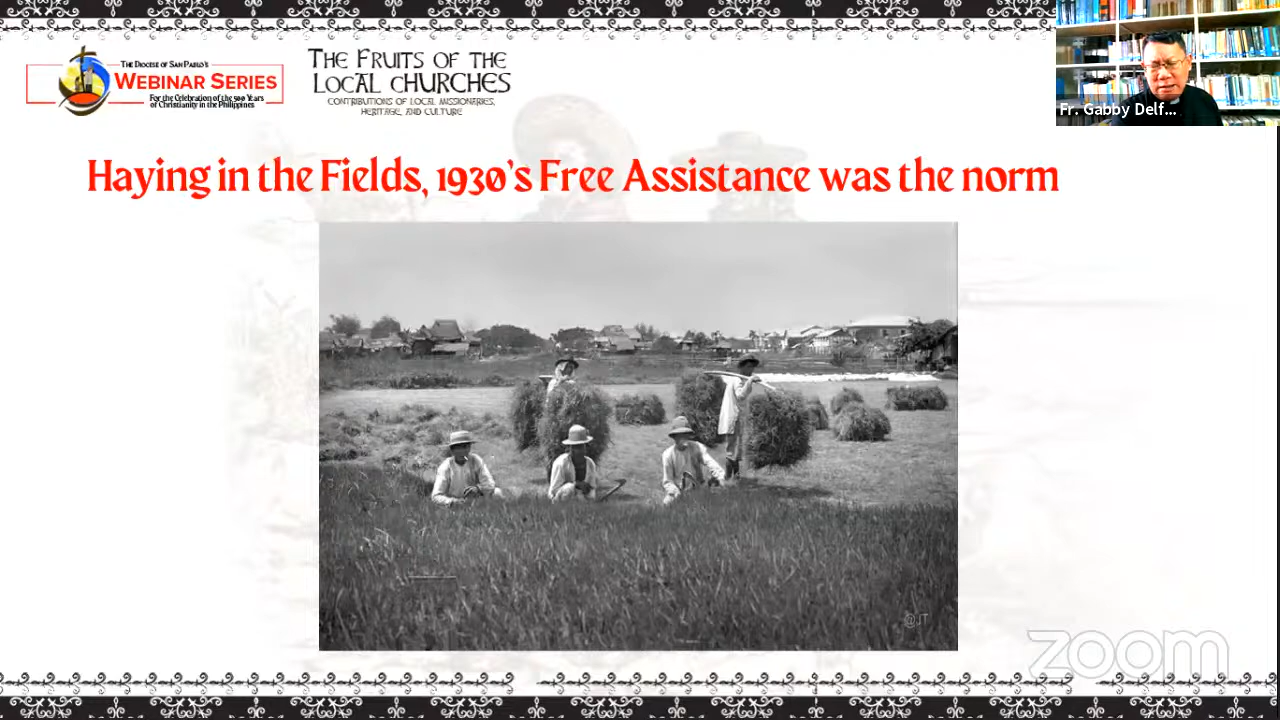 The Diocese of San Pablo's
Webinar Series
For the Celebration of the 500 Years
of Christianity in the Philippines
The Fruits of the
Local Churches
Contributions of Local Missionaries,
Heritage, and Culture
Fr. Gabby Delf...
Haying in the Fields, 1930's Free Assistance was the norm
@JT
zoom